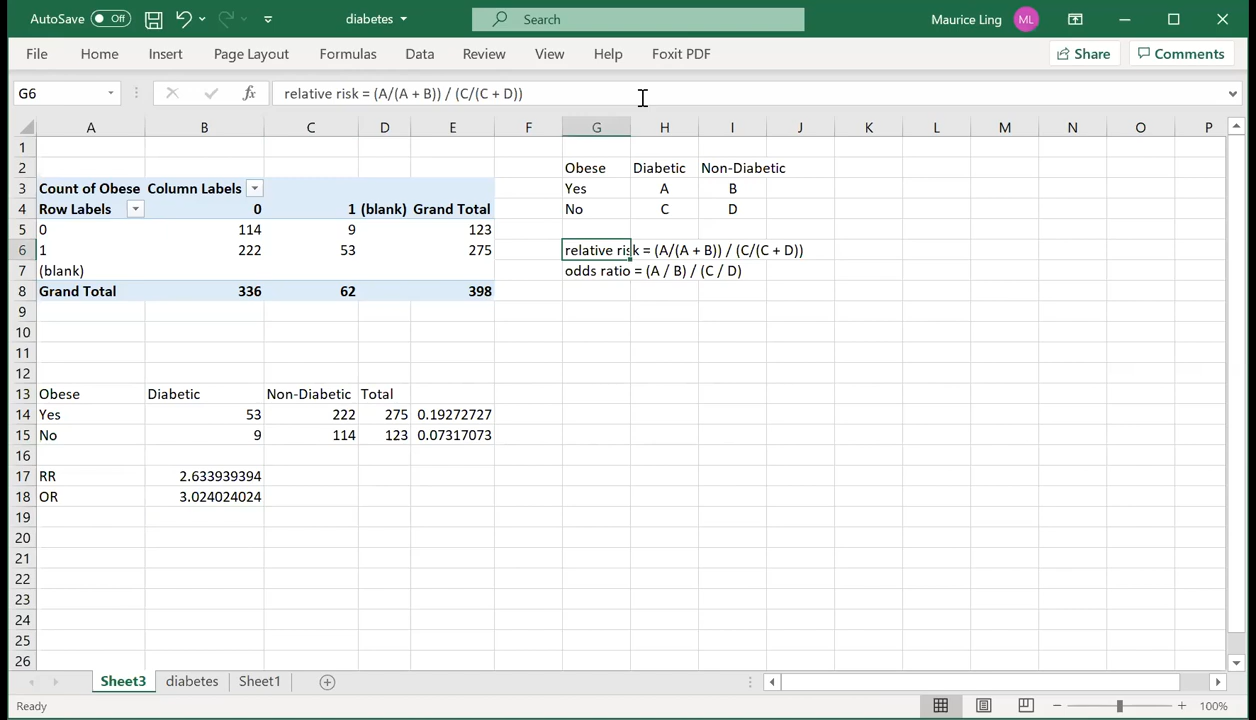 AutoSave Off diabetes Search Maurice Ling ML
File Home Insert Page Layout Formulas Data Review View Help Foxit PDF Share Comments
G6 fx relative risk = (A/(A + B)) / (C/(C + D))
A B C D E F G H I J K L M N O P
1
2 Obese Diabetic Non-Diabetic
3 Count of Obese Column Labels Yes A B
4 Row Labels 0 1 (blank) Grand Total No C D
5 0 114 9 123
6 1 222 53 275 relative risk = (A/(A + B)) / (C/(C + D))
7 (blank) odds ratio = (A / B) / (C / D)
8 Grand Total 336 62 398
9
10
11
12
13 Obese Diabetic Non-Diabetic Total
14 Yes 53 222 275 0.19272727
15 No 9 114 123 0.07317073
16
17 RR 2.633939394
18 OR 3.024024024
19
20
21
22
23
24
25
26
Sheet3 diabetes Sheet1
Ready 100%